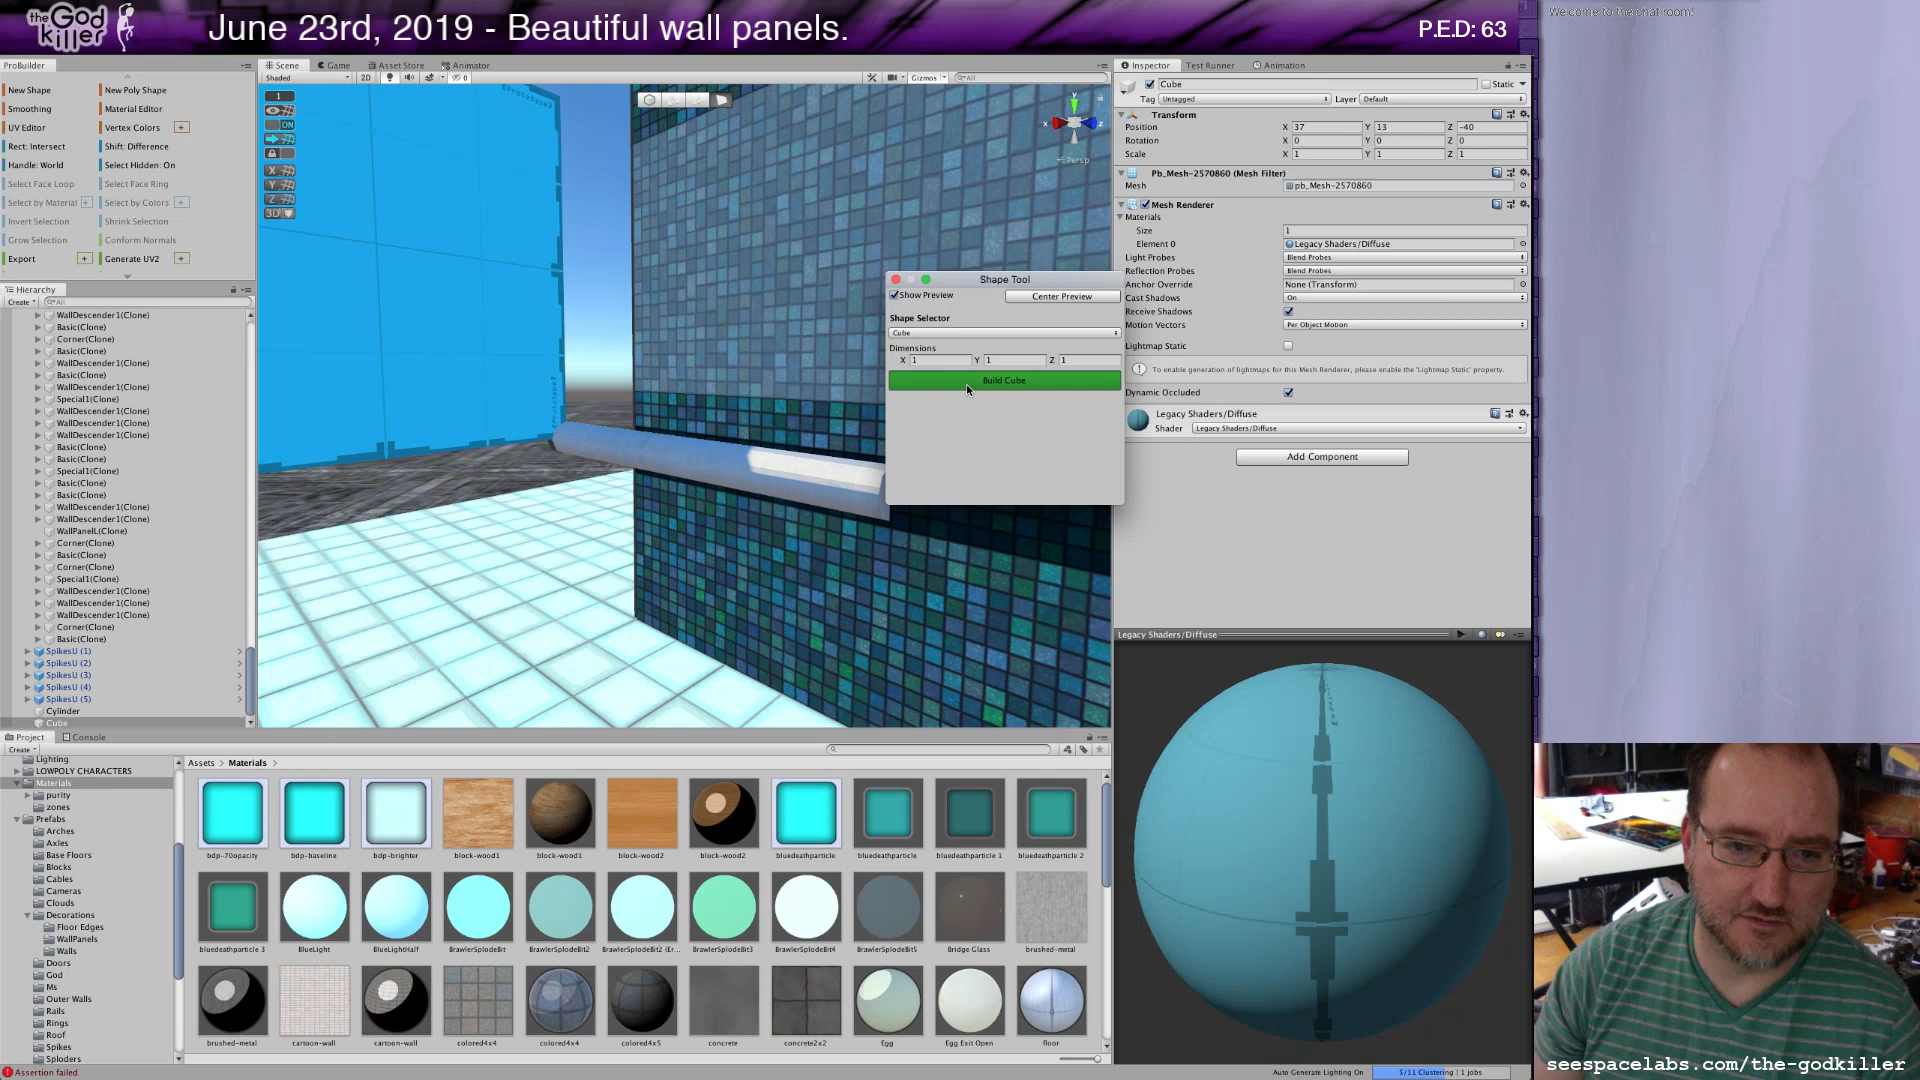 the God killer
June 23rd, 2019 - Beautiful wall panels.
P.E.D: 63
Welcome to the chat room!
ProBuilder
New Shape
New Poly Shape
Smoothing
Material Editor
UV Editor
Vertex Colors
Rect: Intersect
Shift: Difference
Handle: World
Select Hidden: On
Select Face Loop
Select Face Ring
Select by Material
Select by Colors
Invert Selection
Shrink Selection
Grow Selection
Conform Normals
Export
Generate UV2
Hierarchy
Create
All
WallDescender1(Clone)
Basic(Clone)
Corner(Clone)
Basic(Clone)
WallDescender1(Clone)
Basic(Clone)
WallDescender1(Clone)
Special1(Clone)
WallDescender1(Clone)
WallDescender1(Clone)
WallDescender1(Clone)
Basic(Clone)
Basic(Clone)
Special1(Clone)
Basic(Clone)
Basic(Clone)
WallDescender1(Clone)
WallDescender1(Clone)
WallPanelL(Clone)
Corner(Clone)
Basic(Clone)
Corner(Clone)
Special1(Clone)
WallDescender1(Clone)
Basic(Clone)
WallDescender1(Clone)
Corner(Clone)
Basic(Clone)
SpikesU (1)
SpikesU (2)
SpikesU (3)
SpikesU (4)
SpikesU (5)
Cylinder
Cube
Scene
Game
Asset Store
Animator
Shaded
2D
0
Gizmos
All
1
ON
X
Y
Z
3D
Prototype
y
x
z
Persp
Shape Tool
Show Preview
Center Preview
Shape Selector
Cube
Dimensions
X 1 Y 1 Z 1
Build Cube
Inspector
Test Runner
Animation
Cube
Static
Tag Untagged
Layer Default
Transform
Position X 37 Y 13 Z -40
Rotation X 0 Y 0 Z 0
Scale X 1 Y 1 Z 1
Pb_Mesh-2570860 (Mesh Filter)
Mesh pb_Mesh-2570860
Mesh Renderer
Materials
Size 1
Element 0 Legacy Shaders/Diffuse
Light Probes Blend Probes
Reflection Probes Blend Probes
Anchor Override None (Transform)
Cast Shadows On
Receive Shadows
Motion Vectors Per Object Motion
Lightmap Static
To enable generation of lightmaps for this Mesh Renderer, please enable the 'Lightmap Static' property.
Dynamic Occluded
Legacy Shaders/Diffuse
Shader Legacy Shaders/Diffuse
Add Component
Legacy Shaders/Diffuse
Project
Console
Create
Lighting
LOWPOLY CHARACTERS
Materials
purity
zones
Prefabs
Arches
Axles
Base Floors
Blocks
Cables
Cameras
Clouds
Decorations
Floor Edges
WallPanels
Walls
Doors
God
Ms
Outer Walls
Rails
Rings
Roof
Spikes
Sploders
Assets
Materials
bdp-70opacity
bdp-baseline
bdp-brighter
block-wood1
block-wood1
block-wood2
block-wood2
bluedeathparticle
bluedeathparticle
bluedeathparticle 1
bluedeathparticle 2
bluedeathparticle 3
BlueLight
BlueLightHalf
BrawlerSplodeBit
BrawlerSplodeBit2
BrawlerSplodeBit2 (Er...
BrawlerSplodeBit3
BrawlerSplodeBit4
BrawlerSplodeBit5
Bridge Glass
brushed-metal
brushed-metal
cartoon-wall
cartoon-wall
colored4x4
colored4x4
colored4x5
concrete
concrete2x2
Egg
Egg Exit Open
floor
Assertion failed
Auto Generate Lighting On
5/11 Clustering | 1 jobs
seespacelabs.com/the-godkiller